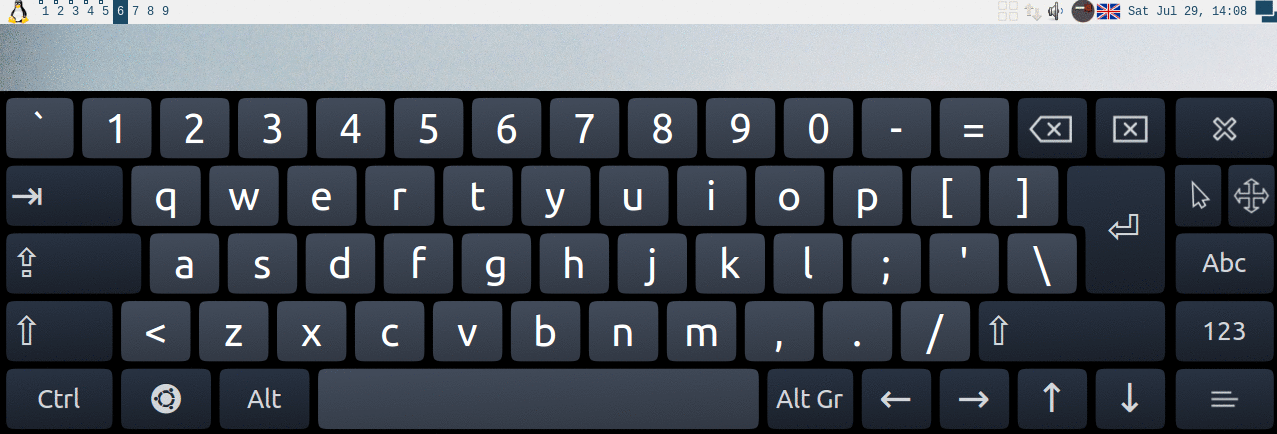 1 2 3 4 5 6 7 8 9 Sat Jul 29, 14:08
` 1 2 3 4 5 6 7 8 9 0 - =
q w e r t y u i o p [ ]
a s d f g h j k l ; ' \ Abc
< z x c v b n m , . / 123
Ctrl Alt Alt Gr